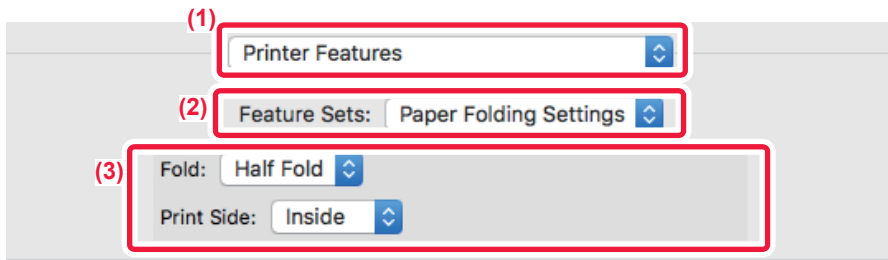 (1)
Printer Features
(2)
Feature Sets: Paper Folding Settings
(3)
Fold: Half Fold
Print Side: Inside